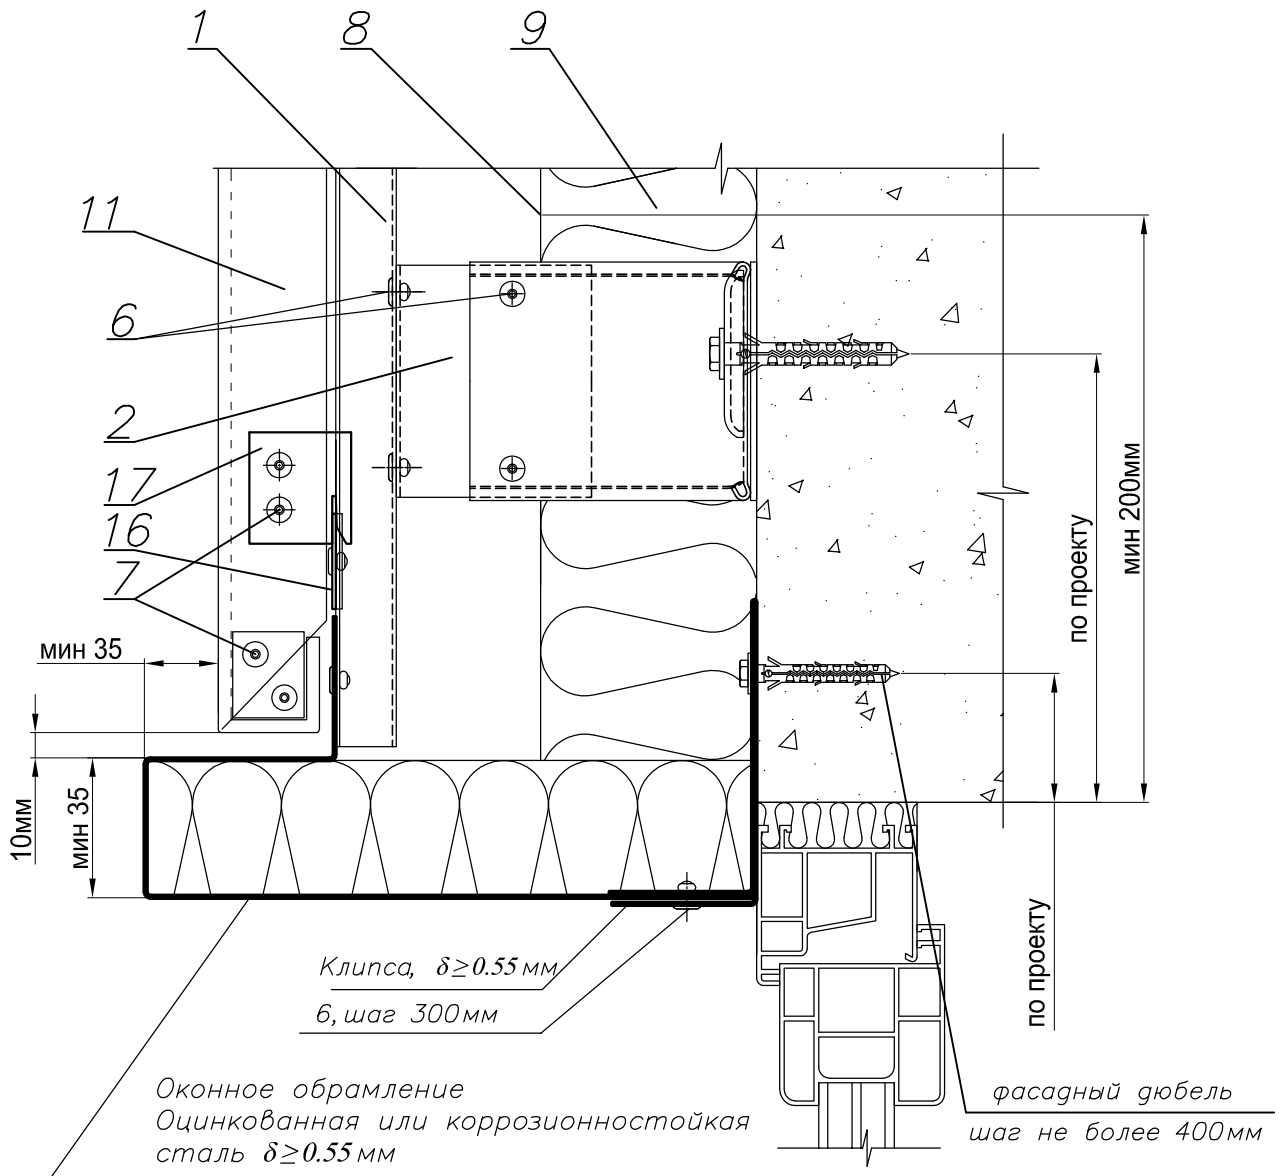 1
8
9
11
6
2
17
16
7
мин 35
10мм
мин 35
мин 200мм
по проекту
по проекту
Клипса, δ≥0.55 мм
6, шаг 300мм
Оконное обрамление
Оцинкованная или коррозионностойкая
сталь δ≥0.55 мм
фасадный дюбель
шаг не более 400мм